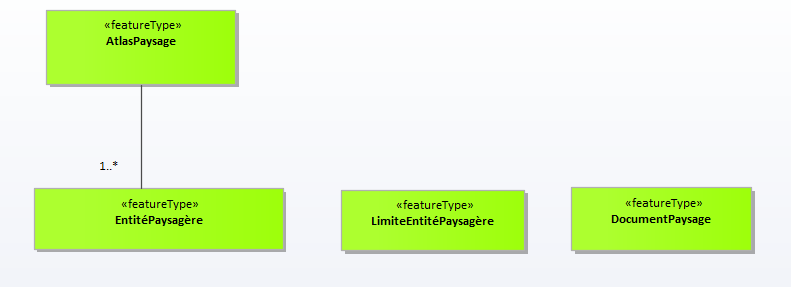 «featureType»
AtlasPaysage
1..*
«featureType»
EntitéPaysagère
«featureType»
LimiteEntitéPaysagère
«featureType»
DocumentPaysage